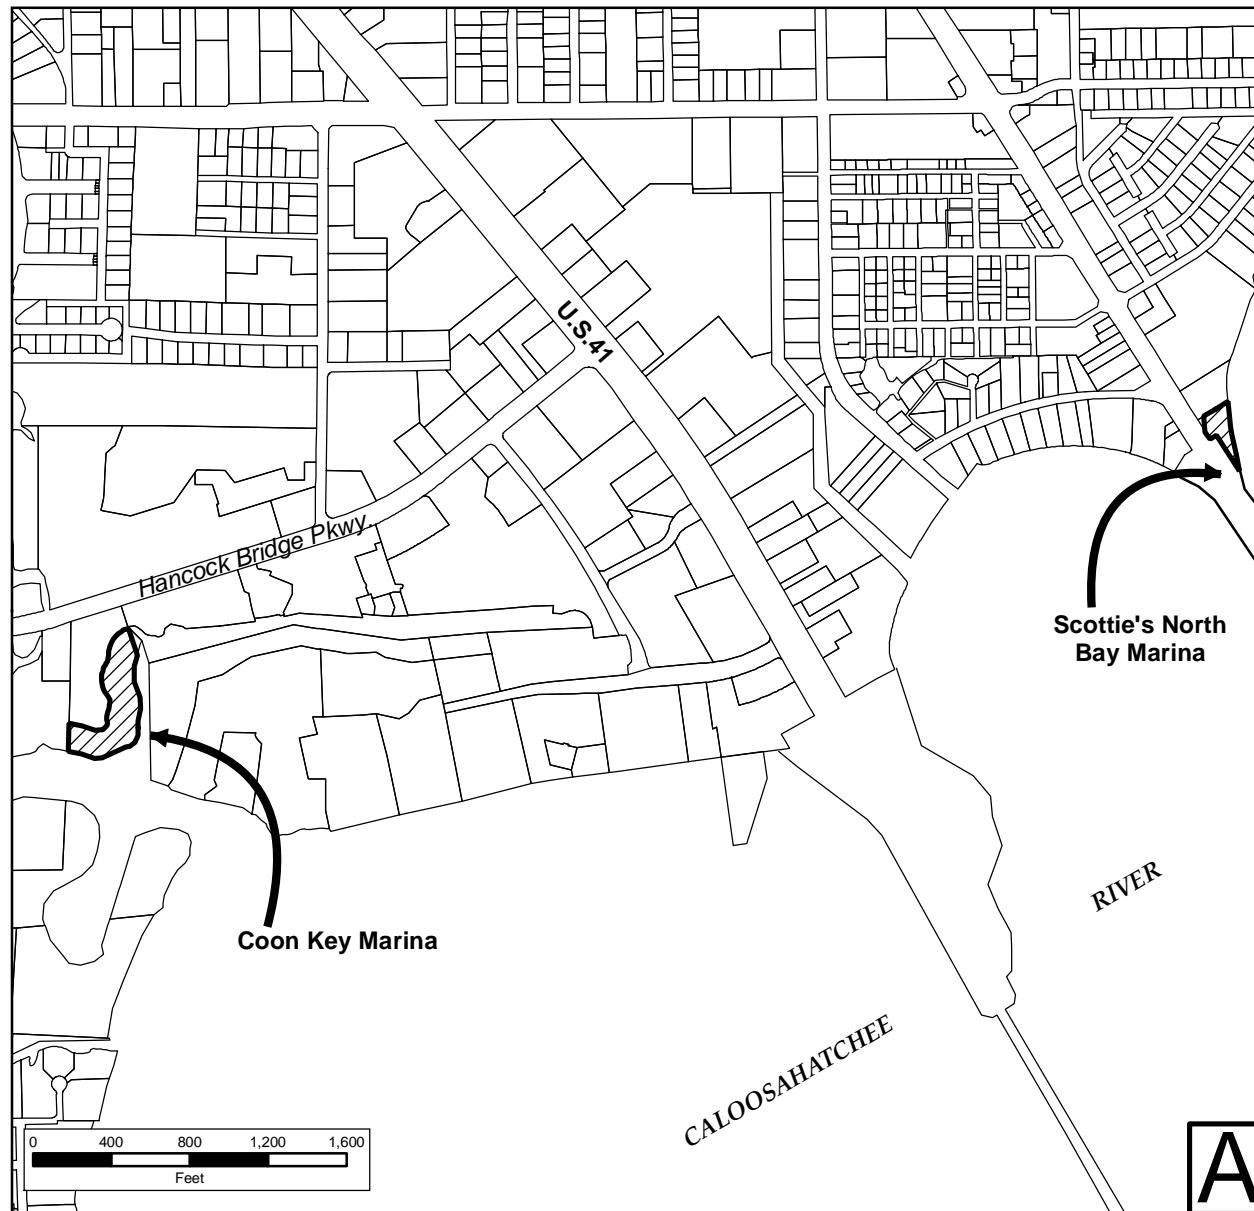 U.S.41
Hancock Bridge Pkwy.
Scottie's North
Bay Marina
Coon Key Marina
RIVER
CALOOSAHATCHEE
0 400 800 1,200 1,600
Feet
A